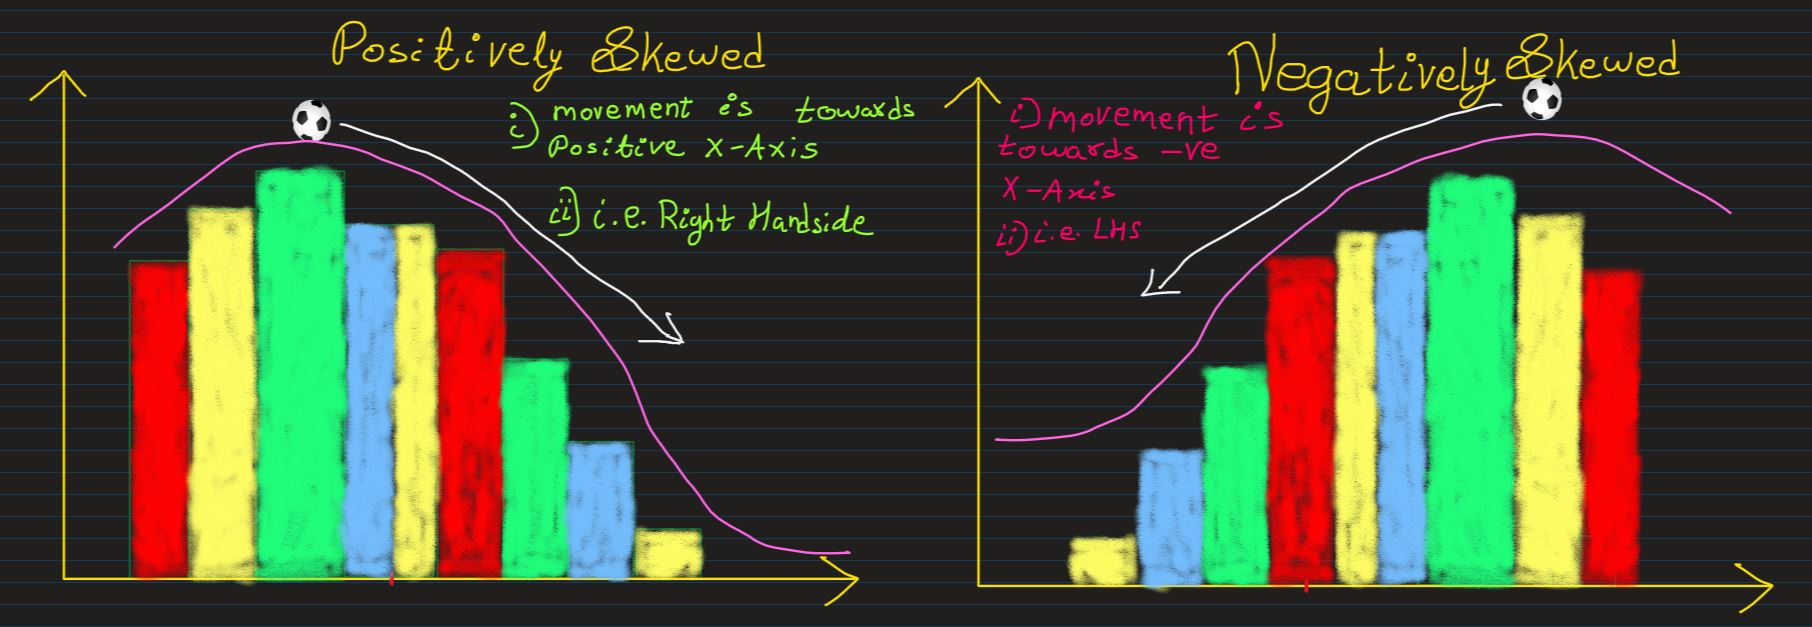 Positively Skewed
i) movement is towards
Positive X-Axis
ii) i.e. Right Handside
Negatively Skewed
i) movement is
towards -ve
X-Axis
ii) i.e. LHS